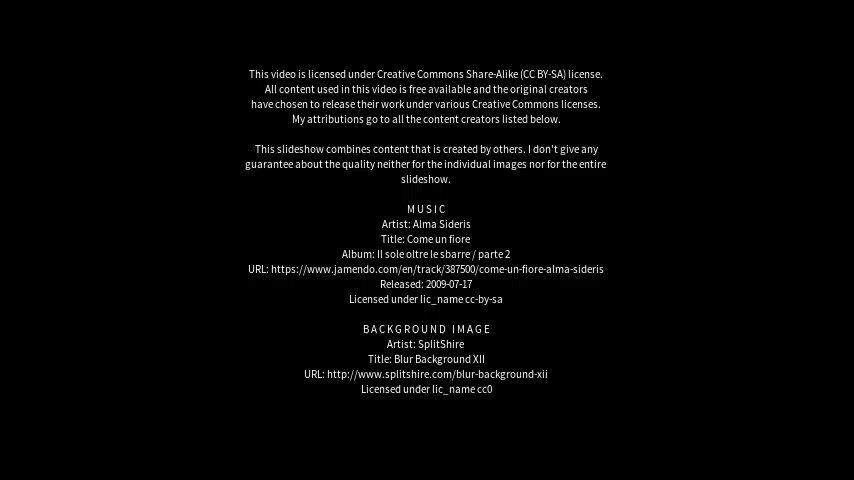 This video is licensed under Creative Commons Share-Alike (CC BY-SA) license.
All content used in this video is free available and the original creators
have chosen to release their work under various Creative Commons licenses.
My attributions go to all the content creators listed below.
This slideshow combines content that is created by others. I don't give any
guarantee about the quality neither for the individual images nor for the entire
slideshow.
MUSIC
Artist: Alma Sideris
Title: Come un fiore
Album: Il sole oltre le sbarre / parte 2
URL: https://www.jamendo.com/en/track/387500/come-un-fiore-alma-sideris
Released: 2009-07-17
Licensed under lic_name cc-by-sa
BACKGROUND IMAGE
Artist: SplitShire
Title: Blur Background XII
URL: http://www.splitshire.com/blur-background-xii
Licensed under lic_name cc0